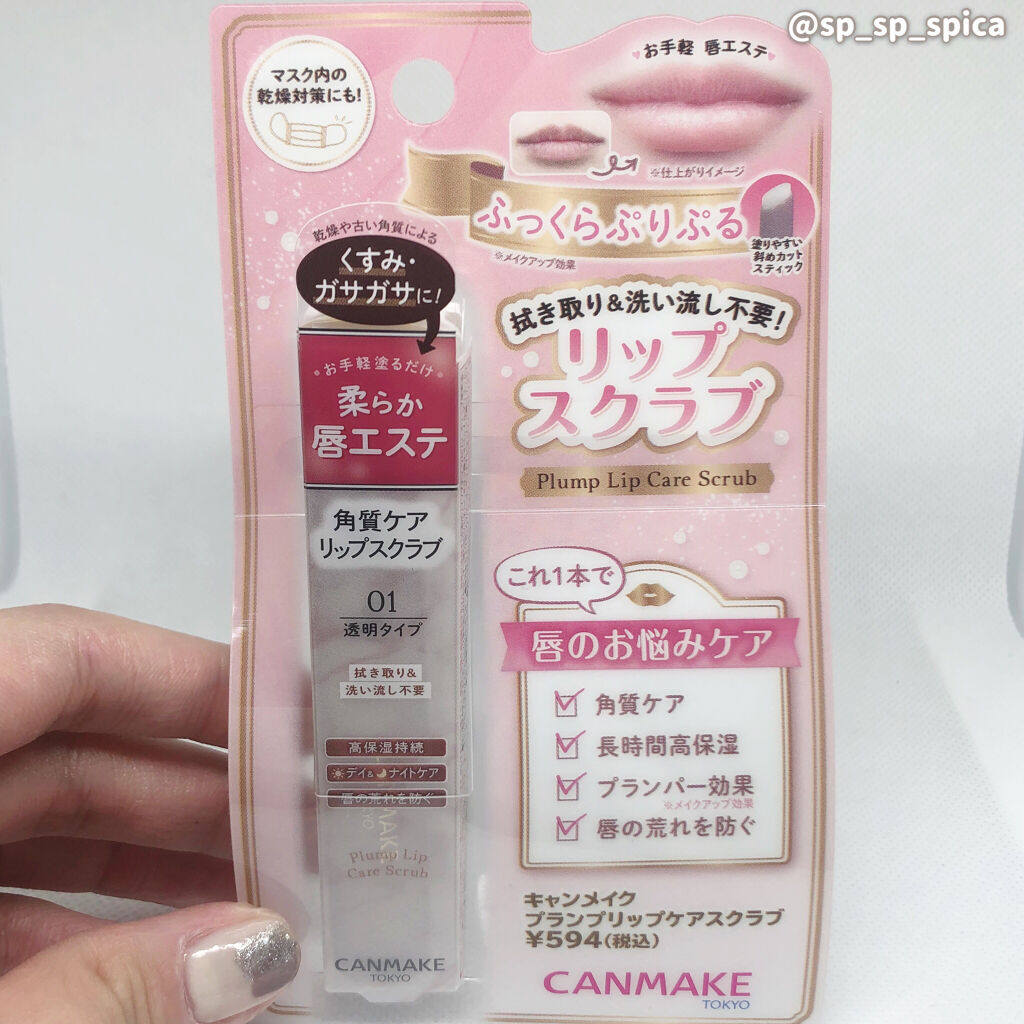 @sp_sp_spica
マスク内の
乾燥対策にも!
お手軽 唇エステ
※仕上がりイメージ
ふっくらぷりぷる
※メイクアップ効果
塗りやすい
斜めカット
スティック
乾燥や古い角質による
くすみ・
ガサガサに!
拭き取り&洗い流し不要!
リップ
スクラブ
Plump Lip Care Scrub
お手軽塗るだけ
柔らか
唇エステ
角質ケア
リップスクラブ
01
透明タイプ
拭き取り&
洗い流し不要
高保湿持続
デイ&ナイトケア
唇の荒れを防ぐ
Plump Lip
Care Scrub
CANMAKE
TOKYO
これ1本で
唇のお悩みケア
角質ケア
長時間高保湿
プランパー効果
※メイクアップ効果
唇の荒れを防ぐ
キャンメイク
プランプリップケアスクラブ
¥594(税込)
CANMAKE
TOKYO